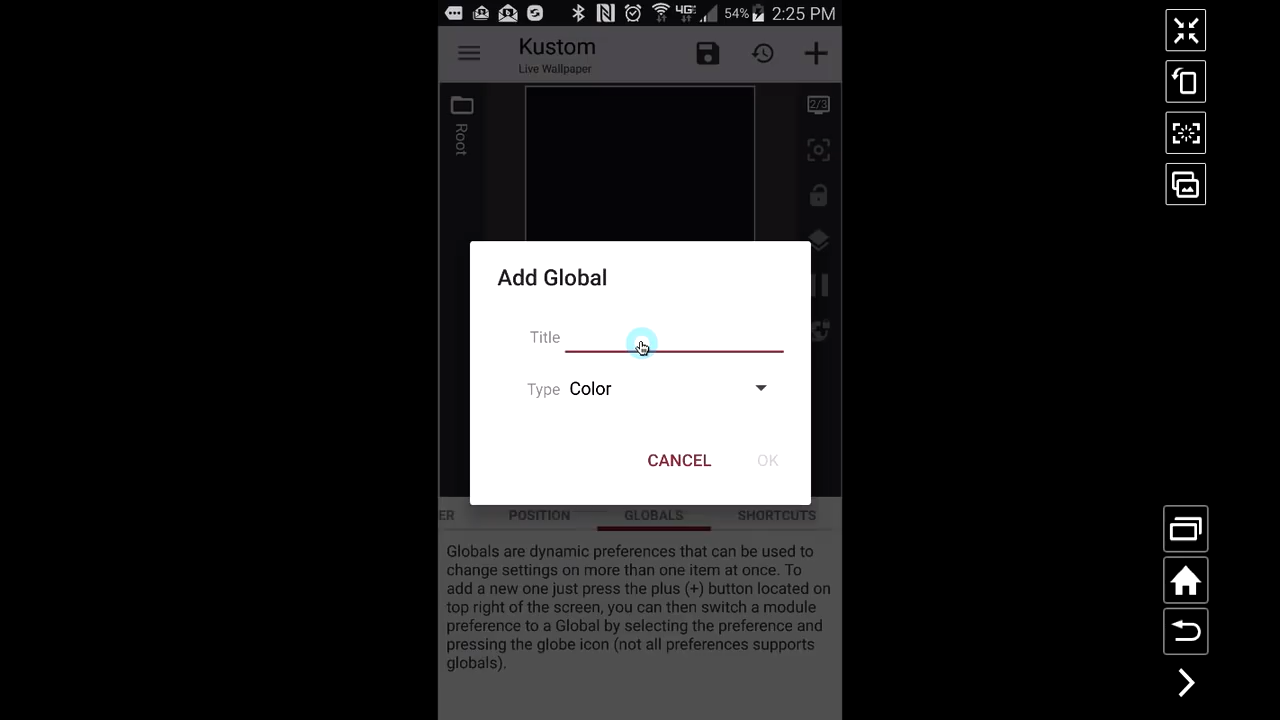 4G
54%
2:25 PM
Kustom
Live Wallpaper
2/3
Root
Add Global
Title
Type Color
CANCEL OK
ER POSITION GLOBALS SHORTCUTS
Globals are dynamic preferences that can be used to
change settings on more than one item at once. To
add a new one just press the plus (+) button located on
top right of the screen, you can then switch a module
preference to a Global by selecting the preference and
pressing the globe icon (not all preferences supports
globals).